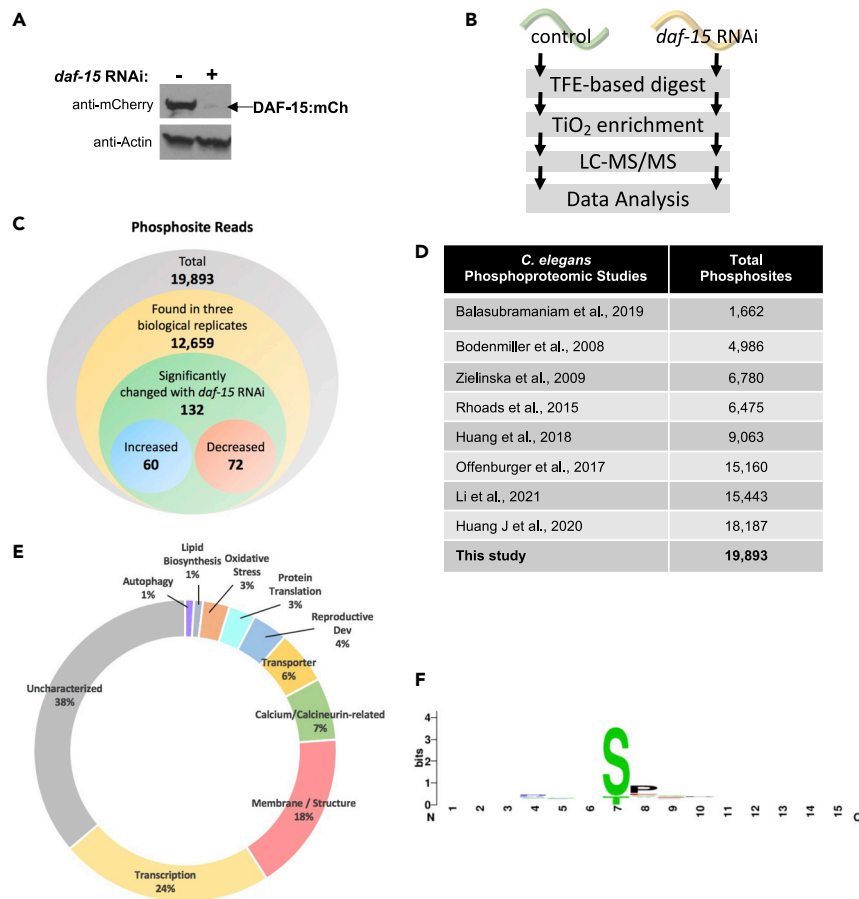 A
daf-15 RNAi: - +
anti-mCherry
DAF-15:mCh
anti-Actin
B
control
daf-15 RNAi
TFE-based digest
TiO2 enrichment
LC-MS/MS
Data Analysis
C
Phosphosite Reads
Total
19,893
Found in three
biological replicates
12,659
Significantly
changed with daf-15 RNAi
132
Increased
60
Decreased
72
D
C. elegans
Phosphoproteomic Studies
Total
Phosphosites
Balasubramaniam et al., 2019 1,662
Bodenmiller et al., 2008 4,986
Zielinska et al., 2009 6,780
Rhoads et al., 2015 6,475
Huang et al., 2018 9,063
Offenburger et al., 2017 15,160
Li et al., 2021 15,443
Huang J et al., 2020 18,187
This study 19,893
E
Autophagy
1%
Lipid
Biosynthesis
1%
Oxidative
Stress
3%
Protein
Translation
3%
Reproductive
Dev
4%
Transporter
6%
Calcium/Calcineurin-related
7%
Membrane / Structure
18%
Transcription
24%
Uncharacterized
38%
F
bits
4
3
2
1
0
S
P
N 1 2 3 4 5 6 7 8 9 10 11 12 13 14 15 C